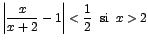 |x/(x+2) − 1| < 1/2 si x > 2